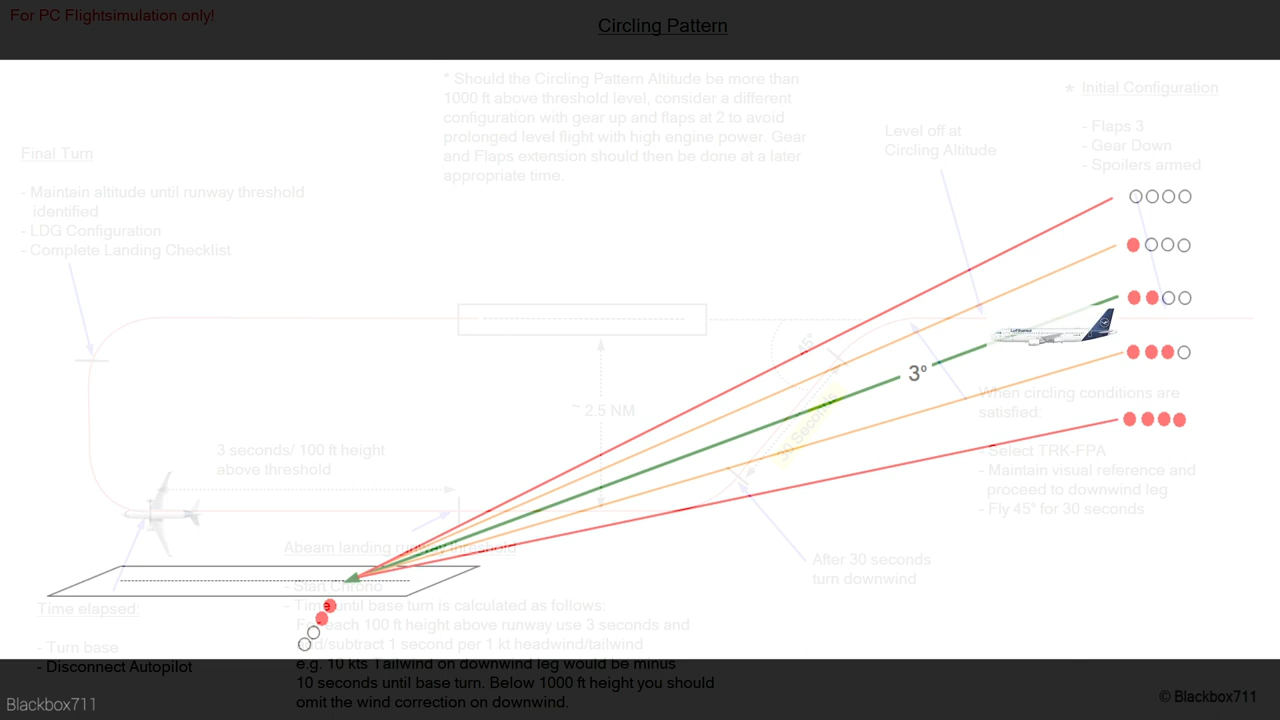 For PC Flightsimulation only!
Circling Pattern
* Should the Circling Pattern Altitude be more than
1000 ft above threshold level, consider a different
configuration with gear up and flaps at 2 to avoid
prolonged level flight with high engine power. Gear
and Flaps extension should then be done at a later
appropriate time.
Level off at
Circling Altitude
* Initial Configuration
- Flaps 3
- Gear Down
- Spoilers armed
Final Turn
- Maintain altitude until runway threshold
identified
- LDG Configuration
- Complete Landing Checklist
Lufthansa
45°
3°
~ 2.5 NM
30 Seconds
When circling conditions are
satisfied:
- Select TRK-FPA
- Maintain visual reference and
proceed to downwind leg
- Fly 45° for 30 seconds
3 seconds/ 100 ft height
above threshold
After 30 seconds
turn downwind
Abeam landing runway threshold
- Start Chrono
- Time until base turn is calculated as follows:
For each 100 ft height above runway use 3 seconds and
add/subtract 1 second per 1 kt headwind/tailwind
e.g. 10 kts Tailwind on downwind leg would be minus
10 seconds until base turn. Below 1000 ft height you should
omit the wind correction on downwind.
Time elapsed:
- Turn base
- Disconnect Autopilot
Blackbox711
© Blackbox711